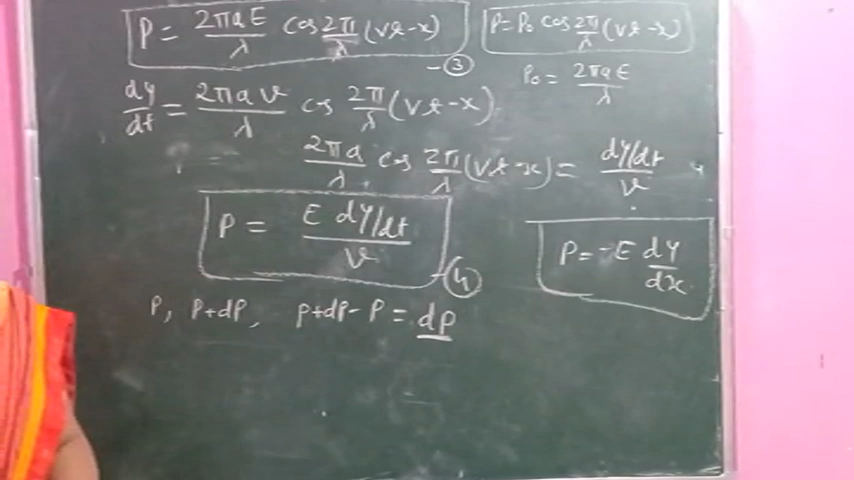 P = 2πaE/λ cos 2π/λ (vt-x) -③
P = P₀ cos 2π/λ (vt-x)
P₀ = 2πaE/λ
dy/dt = 2πav/λ cos 2π/λ (vt-x)
2πa/λ cos 2π/λ (vt-x) = dy/dt/v
P = E dy/dt/v -④
P = -E dy/dx
P, P+dP, P+dP-P = dP